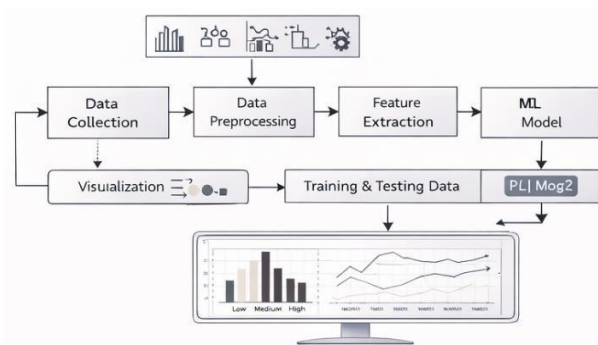 Data
Collection
Data
Preprocessing
Feature
Extraction
ML
Model
Visualization
Training & Testing Data
PL| Mog2
Low Medium High